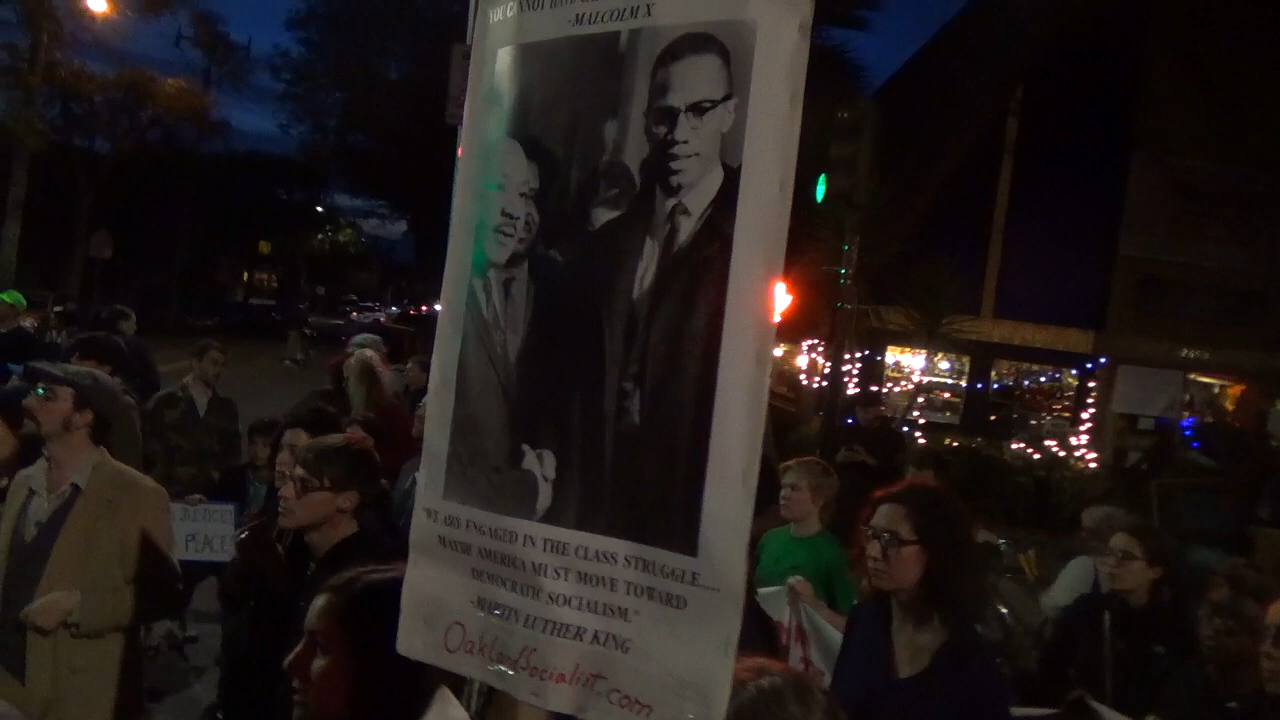 YOU CANNOT HAVE
-MALCOLM X
"WE ARE ENGAGED IN THE CLASS STRUGGLE....
MAYBE AMERICA MUST MOVE TOWARD
DEMOCRATIC SOCIALISM."
-MARTIN LUTHER KING
OaklandSocialist.com
JUSTICE
PEACE